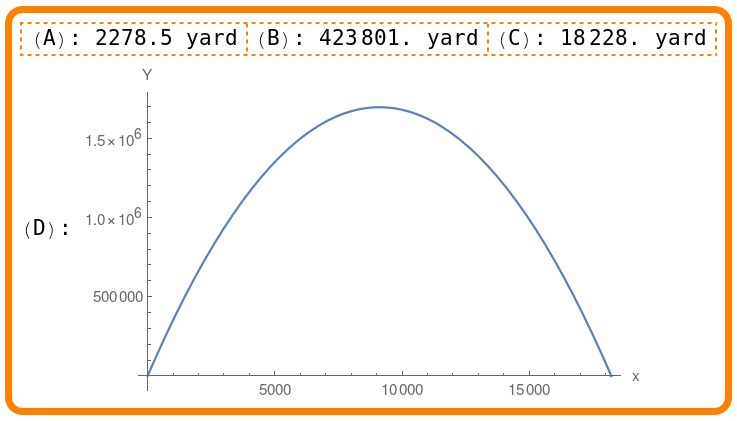 (A): 2278.5 yard (B): 423801. yard (C): 18228. yard
Y
1.5×10^6
1.0×10^6
(D):
500000
x
5000 10000 15000